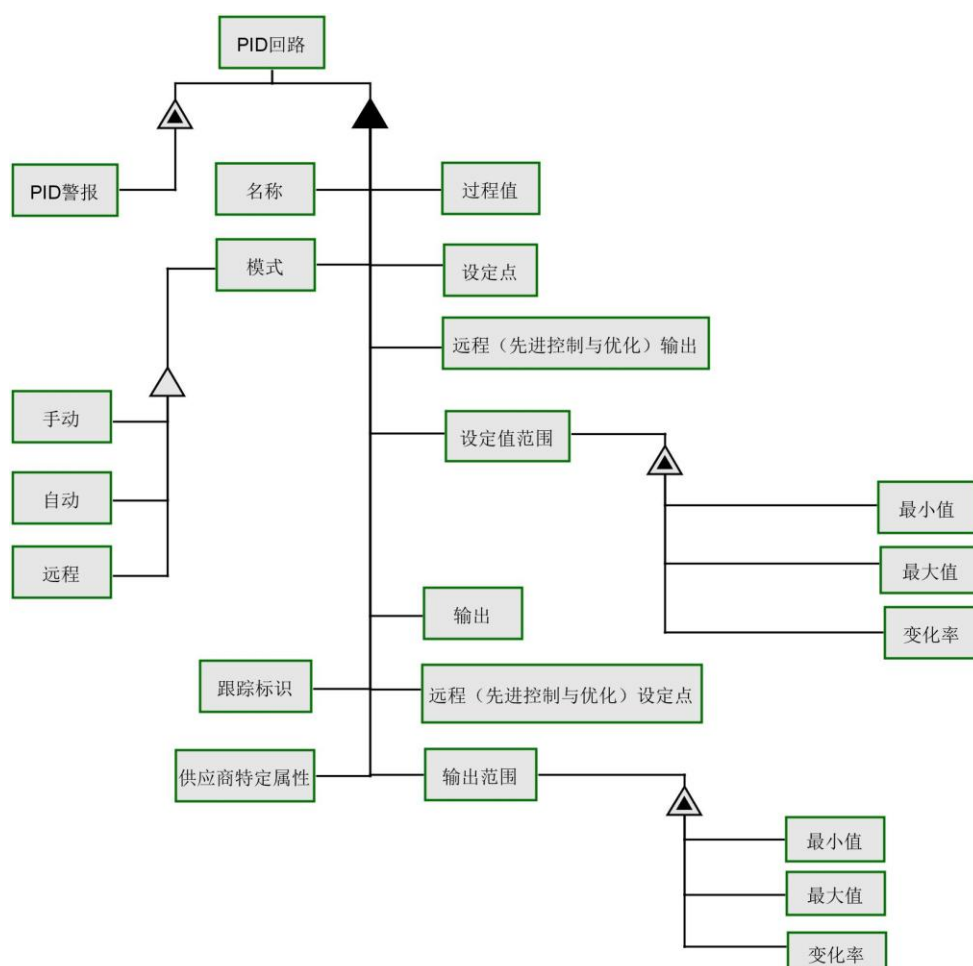 PID回路
PID警报
名称
过程值
模式
设定点
远程（先进控制与优化）输出
手动
设定值范围
自动
最小值
远程
最大值
输出
变化率
跟踪标识
远程（先进控制与优化）设定点
供应商特定属性
输出范围
最小值
最大值
变化率